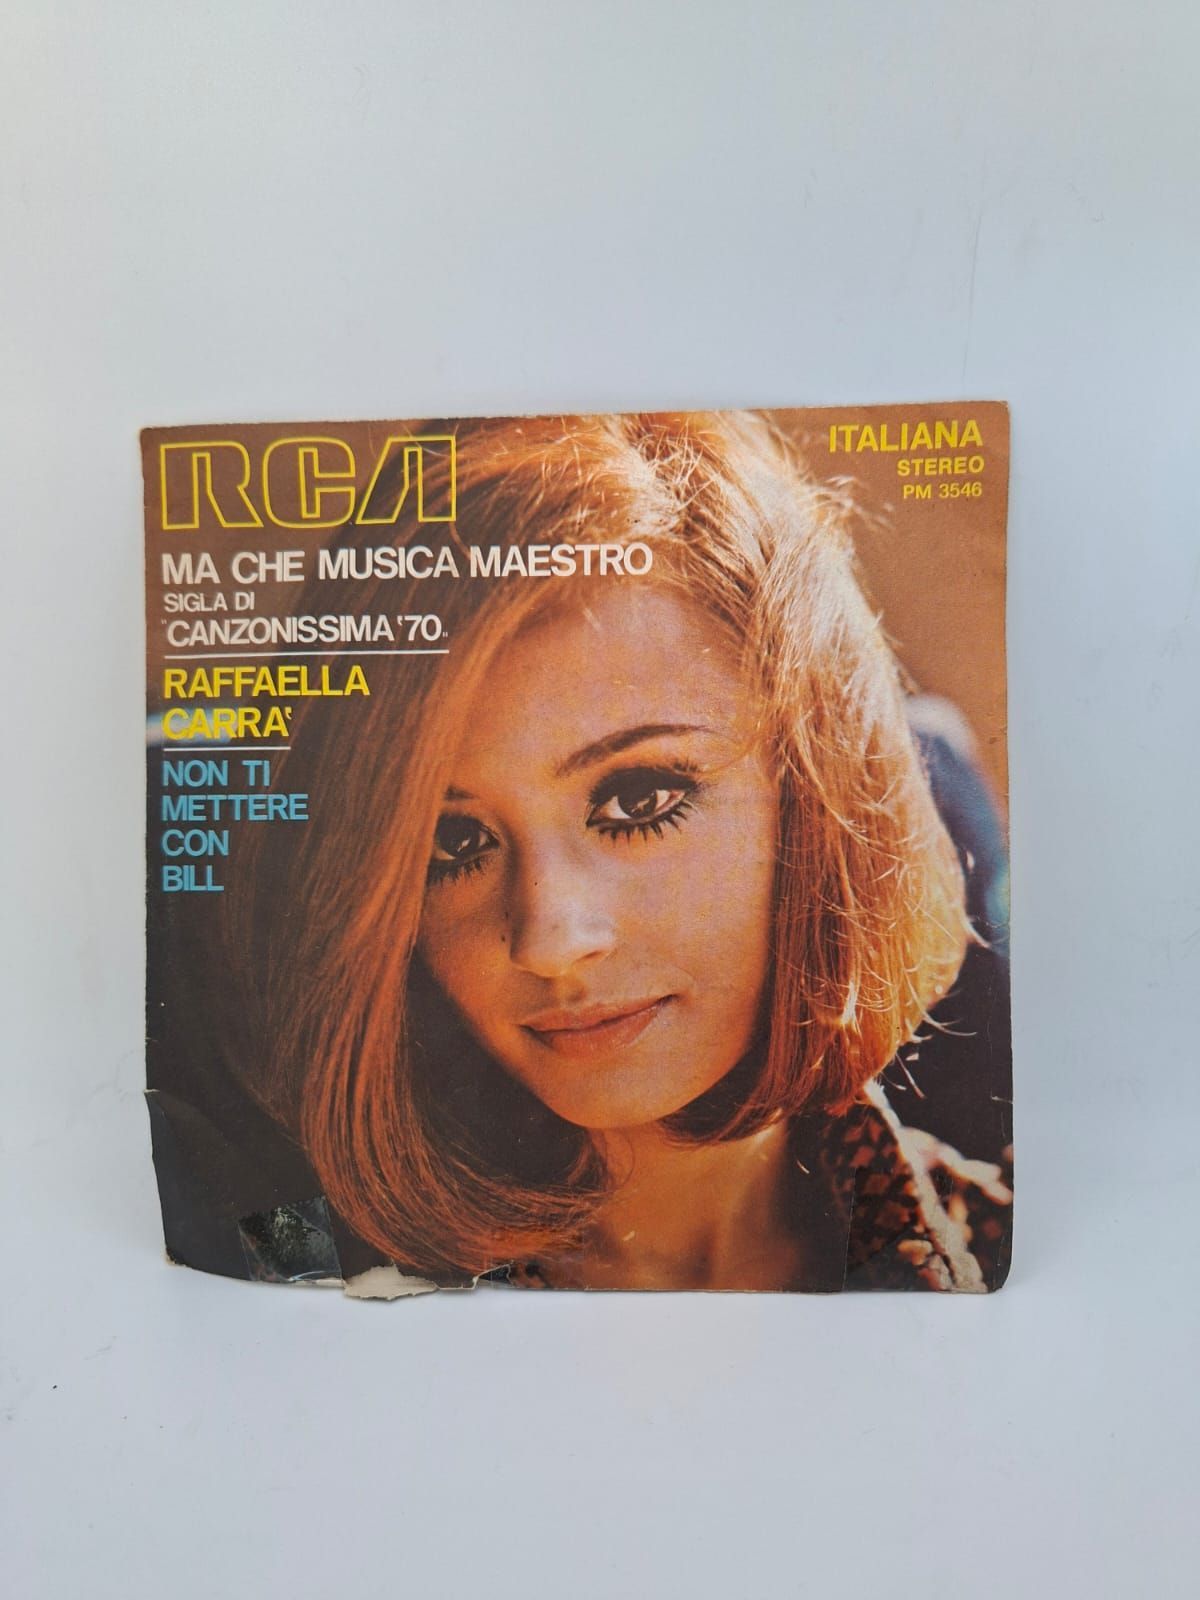 RCA
ITALIANA
STEREO
PM 3546
MA CHE MUSICA MAESTRO
SIGLA DI
"CANZONISSIMA '70"
RAFFAELLA
CARRA'
NON TI
METTERE
CON
BILL